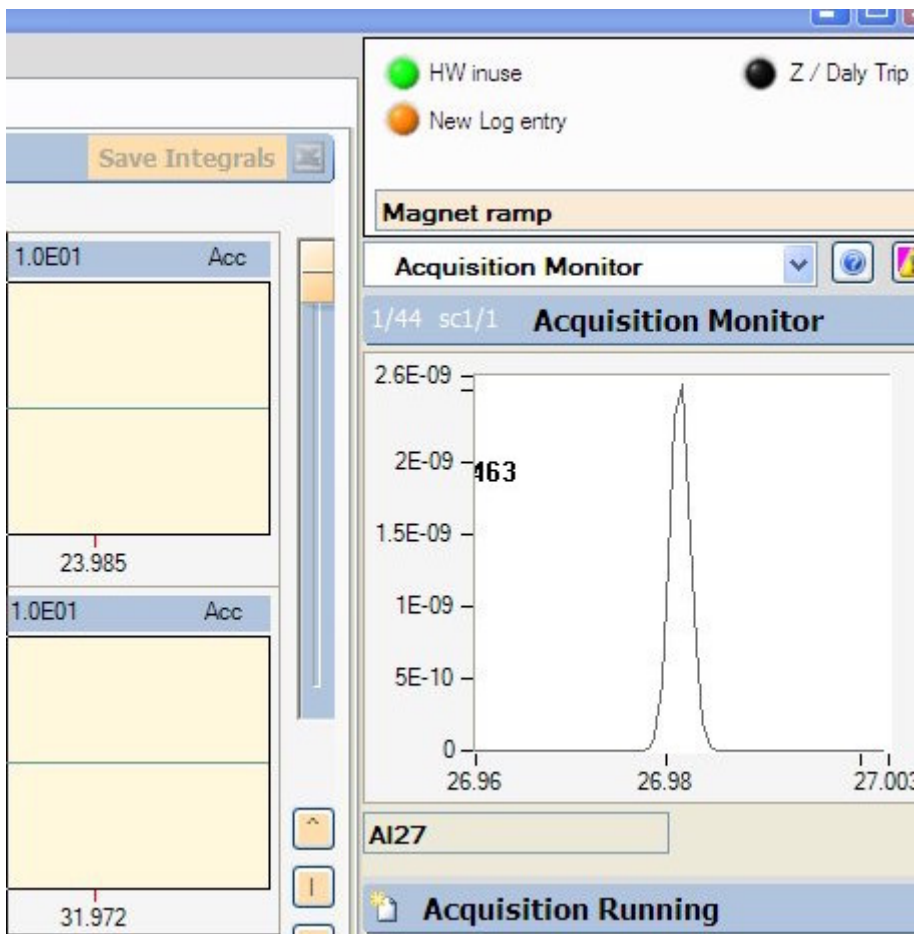 HW inuse
Z / Daly Trip
New Log entry
Save Integrals
Magnet ramp
1.0E01 Acc
Acquisition Monitor
1/44 sc1/1 Acquisition Monitor
2.6E-09
2E-09
463
1.5E-09
1E-09
5E-10
0
26.96 26.98 27.003
23.985
1.0E01 Acc
31.972
Al27
Acquisition Running